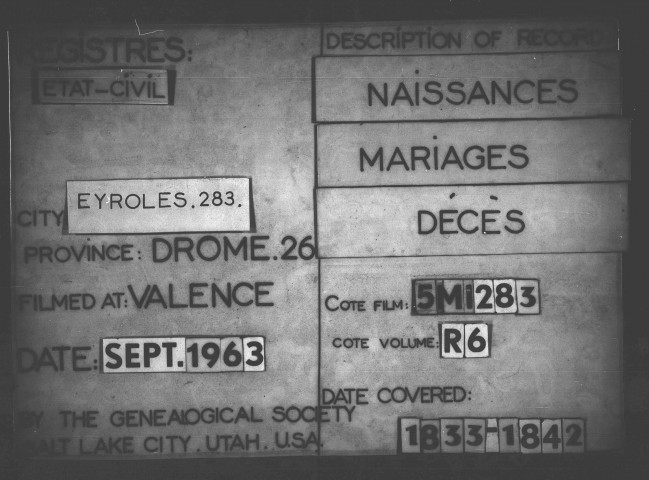 REGISTRES:
ETAT-CiViL
CITY EYROLES.283.
PROVINCE: DROME.26
FILMED AT: VALENCE
DATE: SEPT.1963
BY THE GENEALOGICAL SOCIETY
SALT LAKE CITY. UTAH. U.S.A.
DESCRIPTION OF RECORD
NAiSSANCES
MARiAGES
DÉCÈS
COTE FILM: 5Mi283
COTE VOLUME: R6
DATE COVERED:
1833-1842